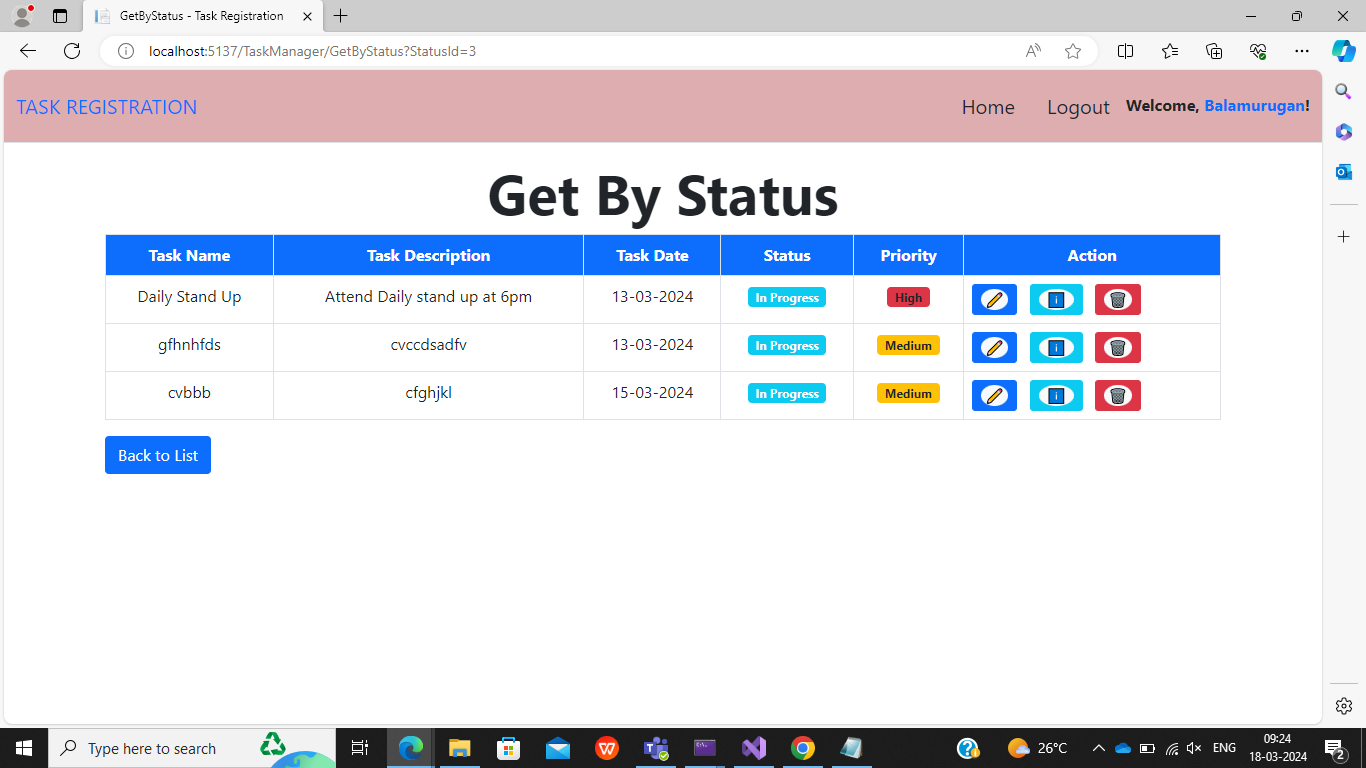 GetByStatus - Task Registration
localhost:5137/TaskManager/GetByStatus?StatusId=3
TASK REGISTRATION
Home Logout Welcome, Balamurugan!
Get By Status
Task Name Task Description Task Date Status Priority Action
Daily Stand Up Attend Daily stand up at 6pm 13-03-2024 In Progress High
gfhnhfds cvccdsadfv 13-03-2024 In Progress Medium
cvbbb cfghjkl 15-03-2024 In Progress Medium
Back to List
Type here to search
26°C
ENG
09:24
18-03-2024
2